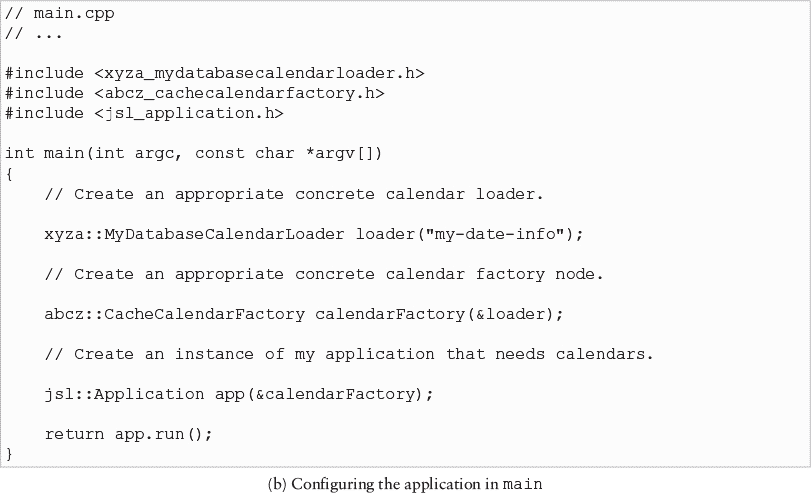 // main.cpp
// ...
#include <xyza_mydatabasecalendarloader.h>
#include <abcz_cachecalendarfactory.h>
#include <jsl_application.h>
int main(int argc, const char *argv[])
{
    // Create an appropriate concrete calendar loader.
    xyza::MyDatabaseCalendarLoader loader("my-date-info");
    // Create an appropriate concrete calendar factory node.
    abcz::CacheCalendarFactory calendarFactory(&loader);
    // Create an instance of my application that needs calendars.
    jsl::Application app(&calendarFactory);
    return app.run();
}
(b) Configuring the application in main